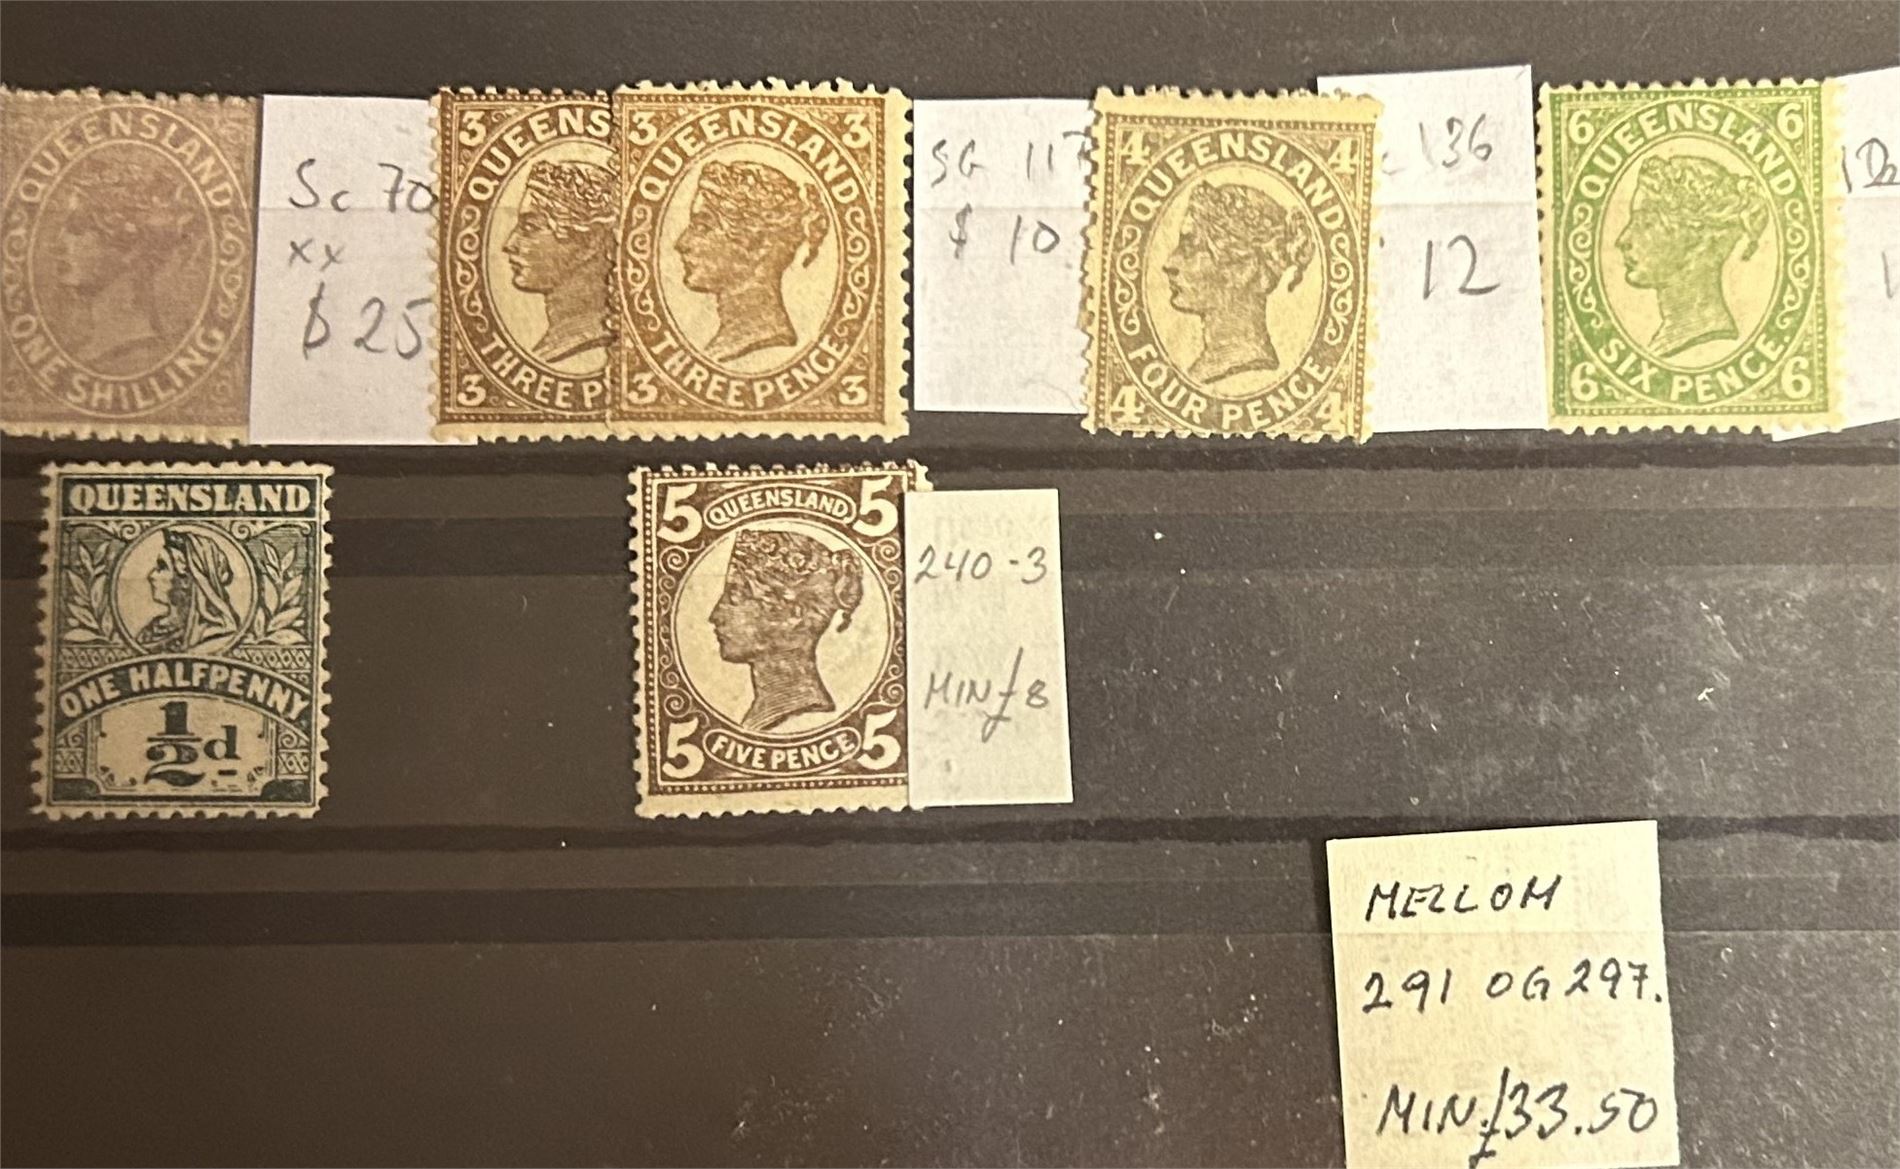 QUEENSLAND
ONE SHILLING
Sc 70
xx
$ 25
3 QUEENS
3 THREE P
3 QUEENSLAND 3
3 THREE PENCE 3
SG 117
$ 10
4 QUEENSLAND 4
4 FOUR PENCE 4
136
12
6 QUEENSLAND 6
6 SIX PENCE. 6
QUEENSLAND
ONE HALFPENNY
1/2 d
5 QUEENSLAND 5
5 FIVE PENCE 5
240-3
MIN £8
MELLOM
291 OG 297.
MIN £33.50